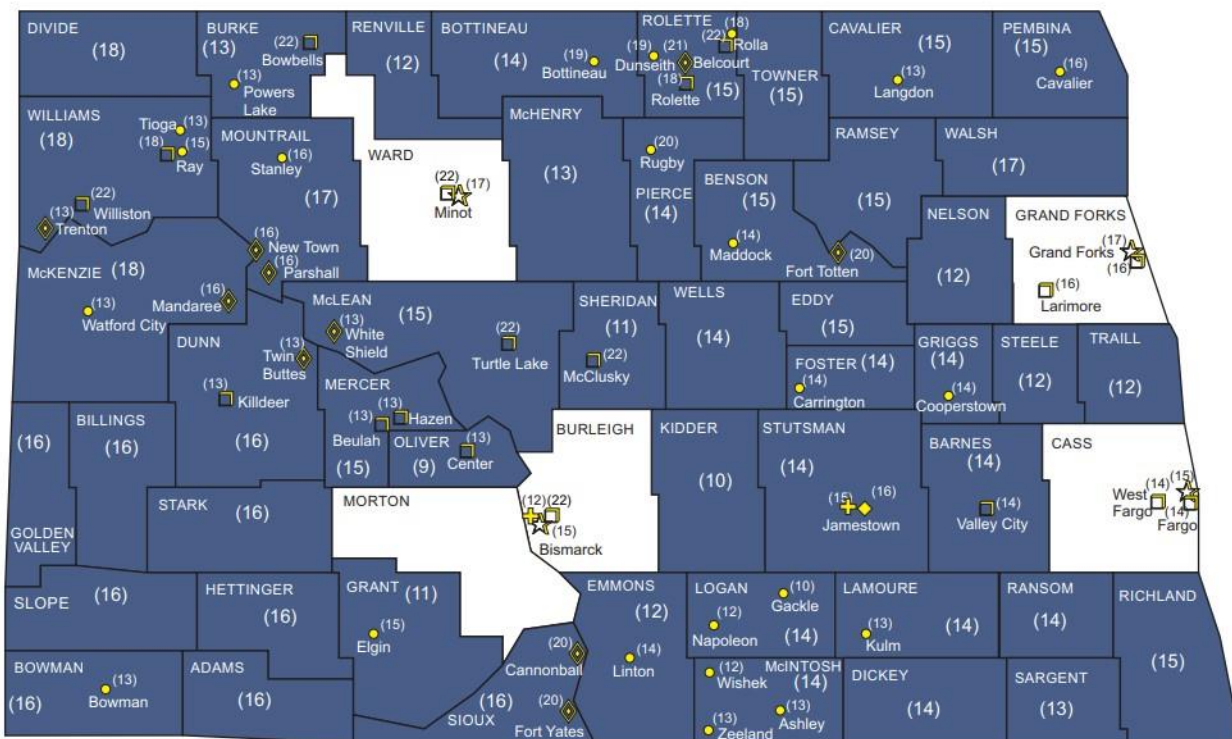 DIVIDE
(18)
BURKE
(13)
(22)
Bowbells
(13)
Powers
Lake
RENVILLE
(12)
BOTTINEAU
(14)
(19)
Bottineau
ROLETTE
(18)
(22)
Rolla
(19)
(21)
Dunseith
Belcourt
(18)
Rolette
(15)
TOWNER
(15)
CAVALIER
(15)
(13)
Langdon
PEMBINA
(15)
(16)
Cavalier
WILLIAMS
(18)
Tioga
(13)
(18)
(15)
Ray
(22)
Williston
(13)
Trenton
MOUNTRAIL
(16)
Stanley
(17)
(16)
New Town
(16)
Parshall
WARD
(22)
(17)
Minot
McHENRY
(13)
(20)
Rugby
PIERCE
(14)
BENSON
(15)
(14)
Maddock
RAMSEY
(15)
(20)
Fort Totten
WALSH
(17)
NELSON
(12)
GRAND FORKS
(17)
Grand Forks
(16)
(16)
Larimore
McKENZIE
(18)
(16)
Mandaree
(13)
Watford City
DUNN
(13)
Twin
Buttes
(13)
Killdeer
(16)
McLEAN
(15)
(13)
White
Shield
(22)
Turtle Lake
SHERIDAN
(11)
(22)
McClusky
WELLS
(14)
EDDY
(15)
FOSTER
(14)
(14)
Carrington
GRIGGS
(14)
(14)
Cooperstown
STEELE
(12)
TRAILL
(12)
MERCER
(13)
(13)
Hazen
Beulah
(15)
OLIVER
(9)
(13)
Center
(16)
GOLDEN
VALLEY
BILLINGS
(16)
STARK
(16)
MORTON
BURLEIGH
(12)
(22)
(15)
Bismarck
KIDDER
(10)
STUTSMAN
(14)
(15)
(16)
Jamestown
BARNES
(14)
(14)
Valley City
CASS
(14)
(15)
West
Fargo
(14)
Fargo
SLOPE
(16)
HETTINGER
(16)
GRANT
(11)
(15)
Elgin
EMMONS
(12)
(14)
Linton
LOGAN
(10)
Gackle
(12)
Napoleon
(14)
LAMOURE
(13)
Kulm
(14)
RANSOM
(14)
RICHLAND
(15)
BOWMAN
(13)
Bowman
(16)
ADAMS
(16)
SIOUX
(16)
(20)
Cannonball
(20)
Fort Yates
McINTOSH
(14)
(12)
Wishek
(13)
Ashley
(13)
Zeeland
DICKEY
(14)
SARGENT
(13)